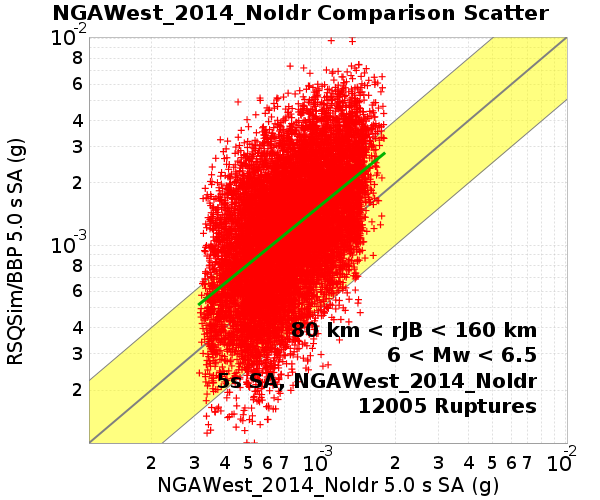 NGAWest_2014_NoIdr Comparison Scatter
10-2
8
6
4
3
2
10-3
8
6
4
3
2
RSQSim/BBP 5.0 s SA (g)
80 km < rJB < 160 km
6 < Mw < 6.5
5s SA, NGAWest_2014_NoIdr
12005 Ruptures
2 3 4 5 6 7 10-3 2 3 4 5 6 7 10-2
NGAWest_2014_NoIdr 5.0 s SA (g)